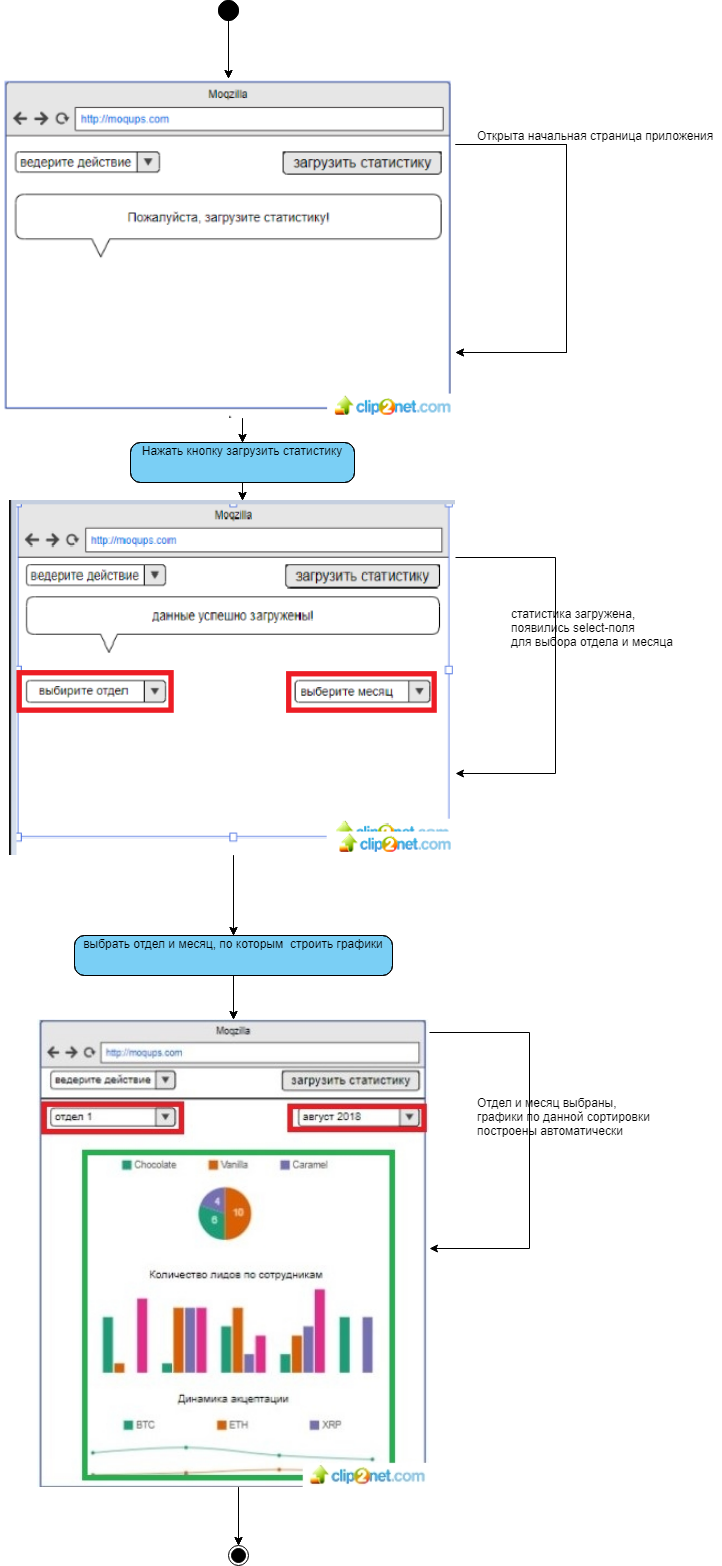 Moqzilla
http://moqups.com
Открыта начальная страница приложения
ведерите действие
загрузить статистику
Пожалуйста, загрузите статистику!
clip2net.com
Нажать кнопку загрузить статистику
Moqzilla
http://moqups.com
ведерите действие
загрузить статистику
данные успешно загружены!
статистика загружена,
появились select-поля
для выбора отдела и месяца
выбирите отдел
выберите месяц
clip2net.com
clip2net.com
выбрать отдел и месяц, по которым строить графики
Moqzilla
http://moqups.com
ведерите действие
загрузить статистику
Отдел и месяц выбраны,
графики по данной сортировки
построены автоматически
отдел 1
август 2018
Chocolate Vanilla Caramel
4
10
6
Количество лидов по сотрудникам
Динамика акцептации
BTC ETH XRP
clip2net.com